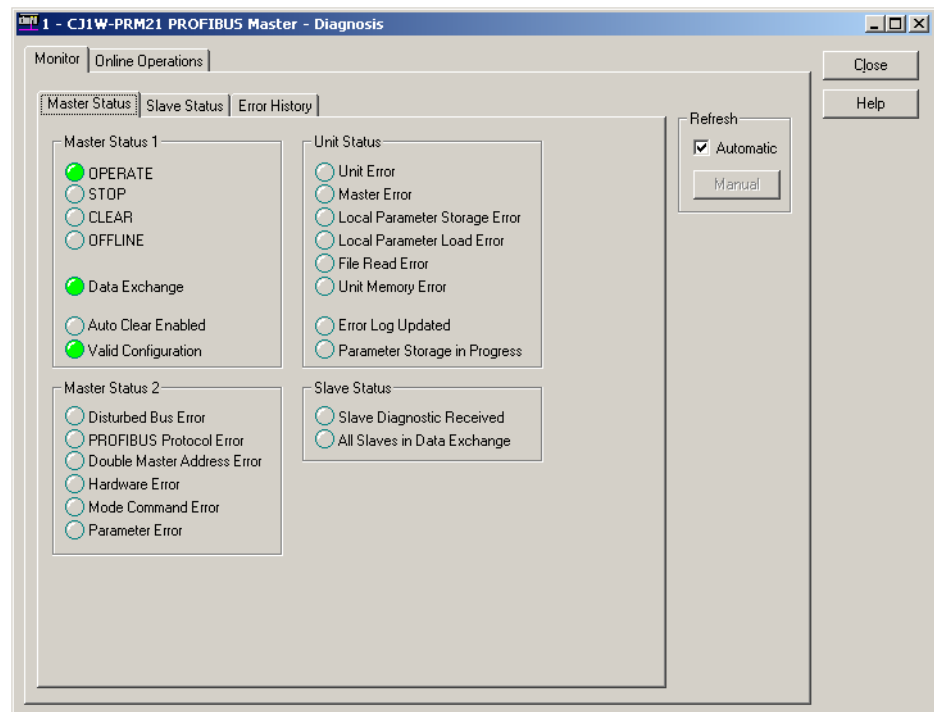 1 - CJ1W-PRM21 PROFIBUS Master - Diagnosis
Monitor
Online Operations
Close
Help
Master Status
Slave Status
Error History
Refresh
Automatic
Manual
Master Status 1
OPERATE
STOP
CLEAR
OFFLINE
Data Exchange
Auto Clear Enabled
Valid Configuration
Unit Status
Unit Error
Master Error
Local Parameter Storage Error
Local Parameter Load Error
File Read Error
Unit Memory Error
Error Log Updated
Parameter Storage in Progress
Master Status 2
Disturbed Bus Error
PROFIBUS Protocol Error
Double Master Address Error
Hardware Error
Mode Command Error
Parameter Error
Slave Status
Slave Diagnostic Received
All Slaves in Data Exchange